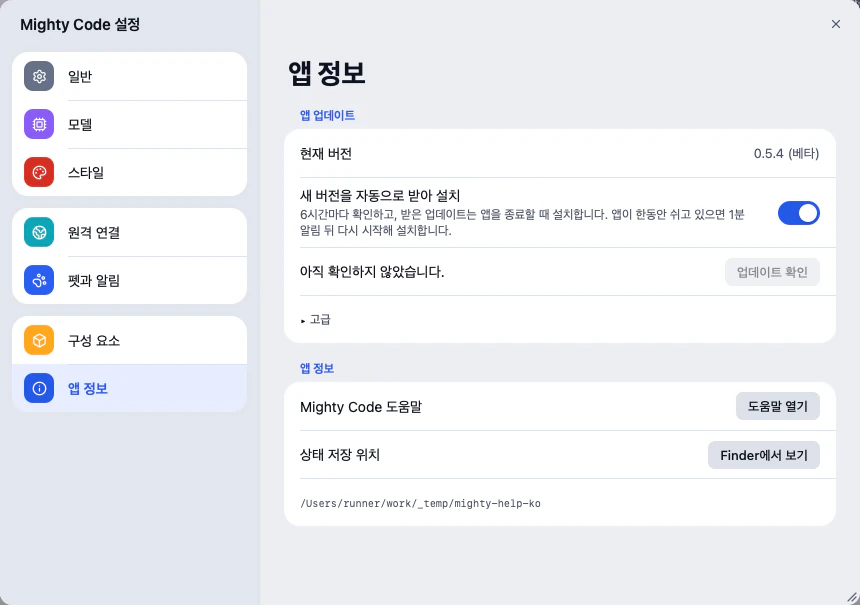 Mighty Code 설정
일반
모델
스타일
원격 연결
펫과 알림
구성 요소
앱 정보
앱 정보
앱 업데이트
현재 버전
0.5.4 (베타)
새 버전을 자동으로 받아 설치
6시간마다 확인하고, 받은 업데이트는 앱을 종료할 때 설치합니다. 앱이 한동안 쉬고 있으면 1분
알림 뒤 다시 시작해 설치합니다.
아직 확인하지 않았습니다.
업데이트 확인
고급
앱 정보
Mighty Code 도움말
도움말 열기
상태 저장 위치
Finder에서 보기
/Users/runner/work/_temp/mighty-help-ko